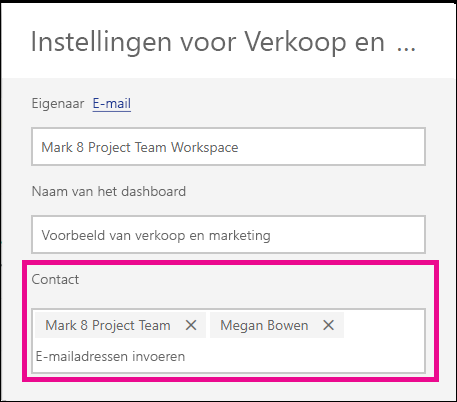 Instellingen voor Verkoop en ...
Eigenaar E-mail
Mark 8 Project Team Workspace
Naam van het dashboard
Voorbeeld van verkoop en marketing
Contact
Mark 8 Project Team × Megan Bowen ×
E-mailadressen invoeren